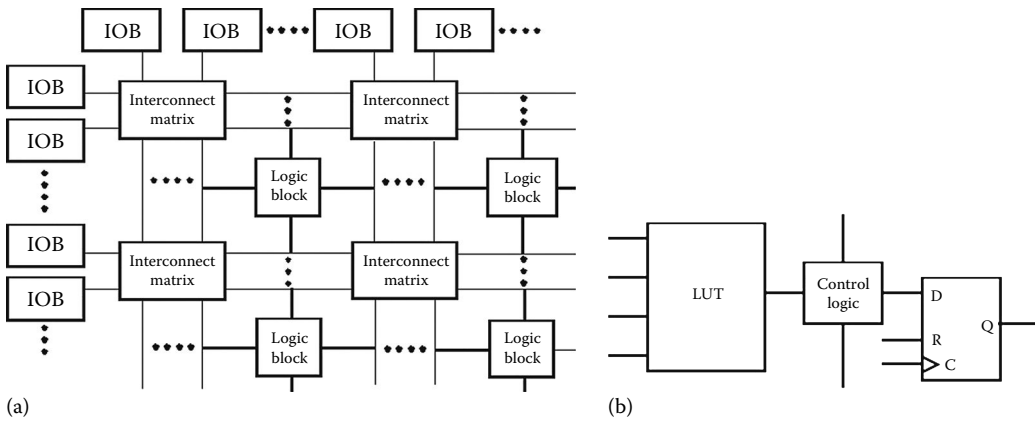 IOB
IOB
IOB
IOB
IOB
Interconnect
matrix
Interconnect
matrix
IOB
Logic
block
Logic
block
IOB
Interconnect
matrix
Interconnect
matrix
IOB
Logic
block
Logic
block
(a)
LUT
Control
logic
D
R
C
Q
(b)